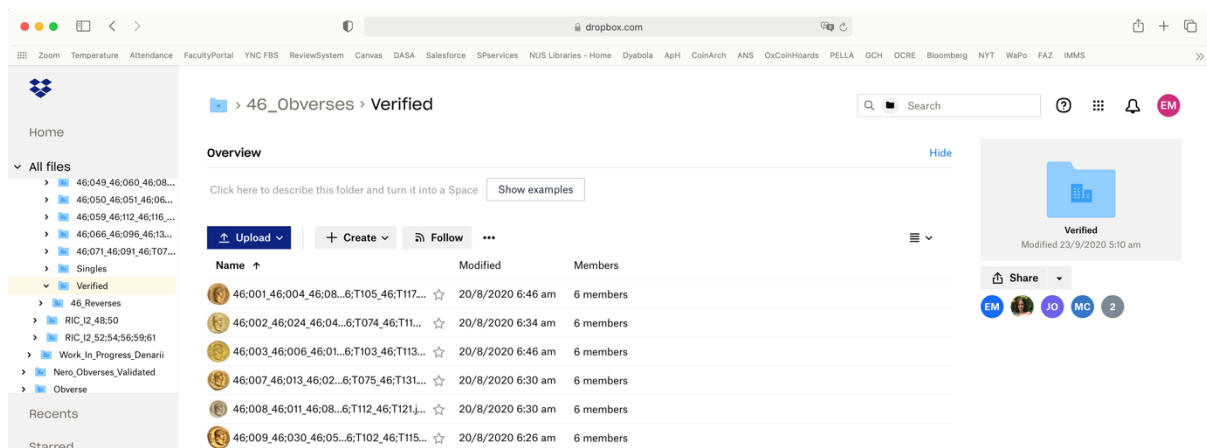 dropbox.com
Zoom Temperature Attendance FacultyPortal YNC FBS ReviewSystem Canvas DASA Salesforce SPservices NUS Libraries - Home Dyabola ApH CoinArch ANS OxCoinHoards PELLA GCH OCRE Bloomberg NYT WaPo FAZ IMMS
› 46_Obverses › Verified
Search
EM
Home
All files
46;049_46;060_46;08...
46;050_46;051_46;06...
46;059_46;112_46;116_...
46;066_46;096_46;13...
46;071_46;091_46;T07...
Singles
Verified
46_Reverses
RIC_I2_48;50
RIC_I2_52;54;56;59;61
Work_In_Progress_Denarii
Nero_Obverses_Validated
Obverse
Recents
Starred
Overview
Hide
Click here to describe this folder and turn it into a Space Show examples
Upload Create Follow
Name ↑ Modified Members
46;001_46;004_46;08...6;T105_46;T117.... 20/8/2020 6:46 am 6 members
46;002_46;024_46;04...6;T074_46;T11... 20/8/2020 6:34 am 6 members
46;003_46;006_46;01...6;T103_46;T113... 20/8/2020 6:46 am 6 members
46;007_46;013_46;02...6;T075_46;T131.... 20/8/2020 6:30 am 6 members
46;008_46;011_46;08...6;T112_46;T121.j... 20/8/2020 6:30 am 6 members
46;009_46;030_46;05...6;T102_46;T115... 20/8/2020 6:26 am 6 members
Verified
Modified 23/9/2020 5:10 am
Share
EM JO MC 2